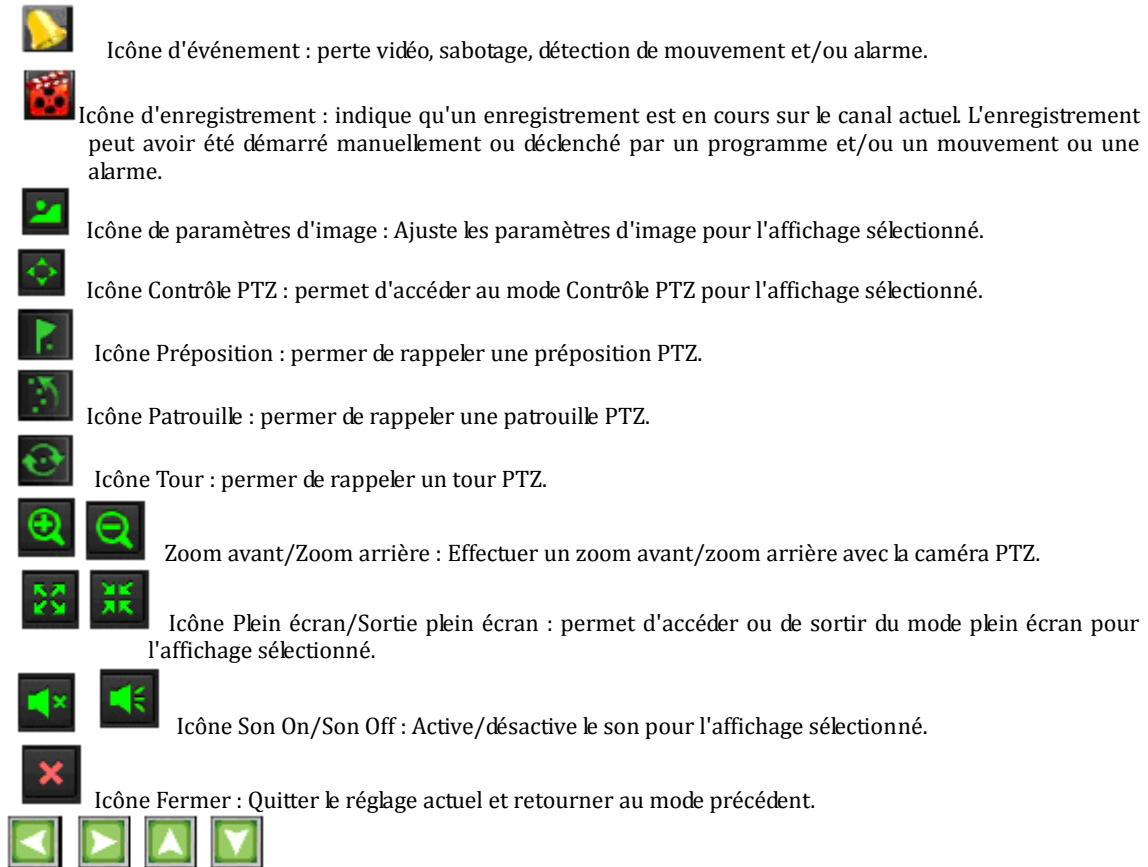 Icône d'événement : perte vidéo, sabotage, détection de mouvement et/ou alarme.
Icône d'enregistrement : indique qu'un enregistrement est en cours sur le canal actuel. L'enregistrement
peut avoir été démarré manuellement ou déclenché par un programme et/ou un mouvement ou une
alarme.
Icône de paramètres d'image : Ajuste les paramètres d'image pour l'affichage sélectionné.
Icône Contrôle PTZ : permet d'accéder au mode Contrôle PTZ pour l'affichage sélectionné.
Icône Préposition : permer de rappeler une préposition PTZ.
Icône Patrouille : permer de rappeler une patrouille PTZ.
Icône Tour : permer de rappeler un tour PTZ.
Zoom avant/Zoom arrière : Effectuer un zoom avant/zoom arrière avec la caméra PTZ.
Icône Plein écran/Sortie plein écran : permet d'accéder ou de sortir du mode plein écran pour
l'affichage sélectionné.
Icône Son On/Son Off : Active/désactive le son pour l'affichage sélectionné.
Icône Fermer : Quitter le réglage actuel et retourner au mode précédent.